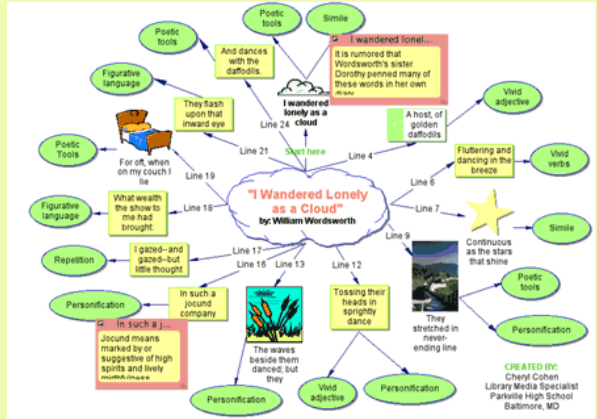 Poetic
tools
Simile
Poetic
tools
And dances
with the
daffodils.
I wandered lonel...
It is rumored that
Wordsworth's sister
Dorothy penned many of
these words in her own
diary
I wandered
lonely as a
cloud
Start here
Figurative
language
They flash
upon that
inward eye
Line 24
Line 21
A host, of
golden
daffodils
Vivid
adjective
Line 4
Poetic
Tools
For oft, when
on my couch I
lie
Line 19
Fluttering and
dancing in the
breeze
Vivid
verbs
Line 6
Figurative
language
What wealth
the show to
me had
brought:
Line 18
"I Wandered Lonely
as a Cloud"
by: William Wordsworth
Line 7
Continuous
as the stars
that shine
Simile
Line 9
Repetition
I gazed--and
gazed--but
little thought
Line 17
Line 16
Line 13
Line 12
They
stretched in
never-
ending line
Poetic
tools
Personification
Personification
In such a
jocund
company
In such a j...
Jocund means
marked by or
suggestive of high
spirits and lively
mirthfulness
The waves
beside them
danced; but
they
Personification
Tossing their
heads in
sprightly
dance
Vivid
adjective
Personification
CREATED BY:
Cheryl Cohen
Library Media Specialist
Parkville High School
Baltimore, MD